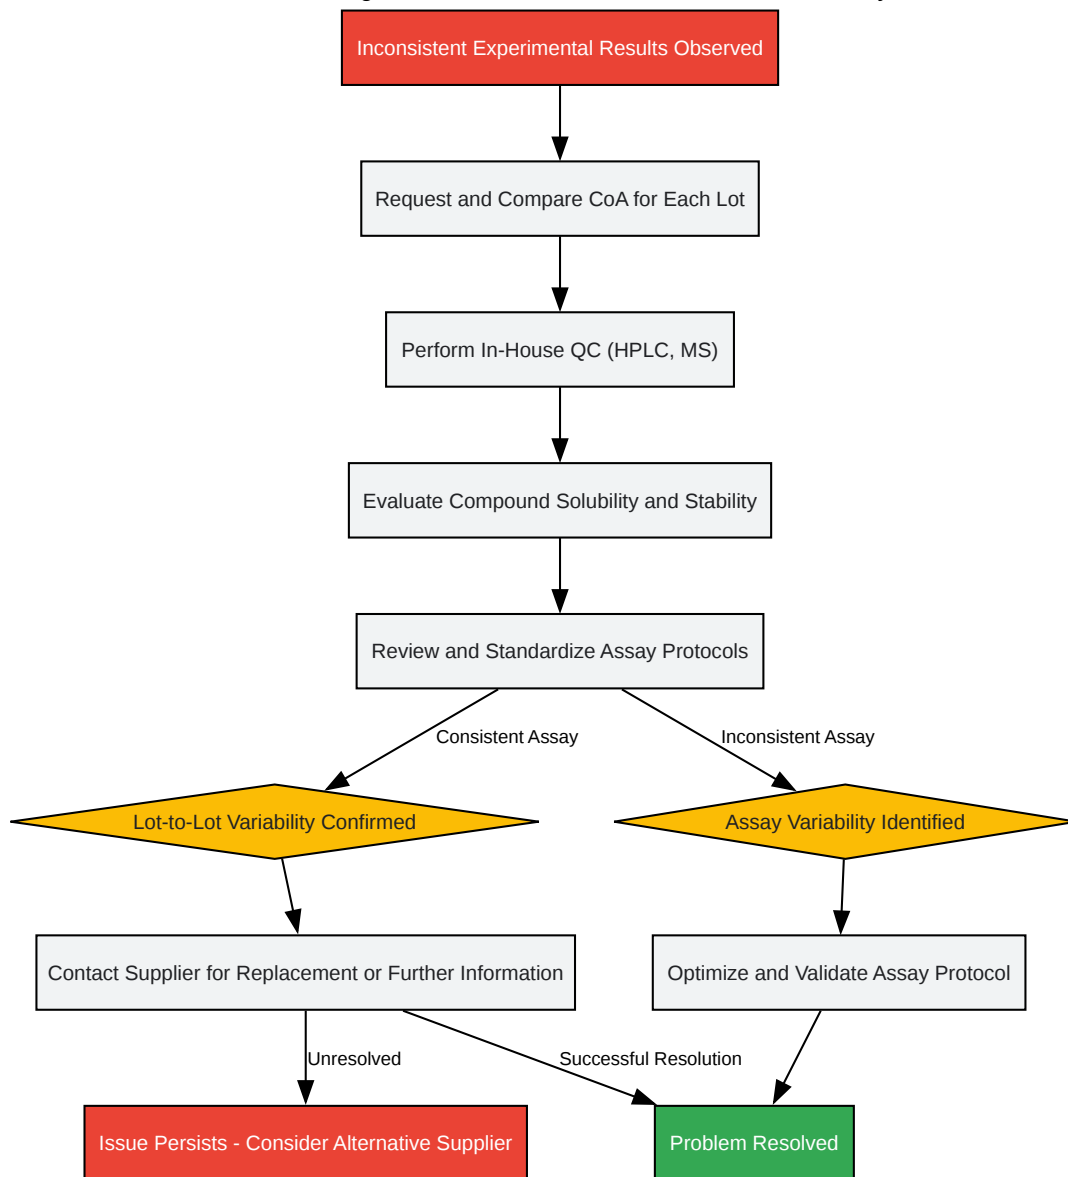 Inconsistent Experimental Results Observed
Request and Compare CoA for Each Lot
Perform In-House QC (HPLC, MS)
Evaluate Compound Solubility and Stability
Review and Standardize Assay Protocols
Consistent Assay
Inconsistent Assay
Lot-to-Lot Variability Confirmed
Assay Variability Identified
Contact Supplier for Replacement or Further Information
Optimize and Validate Assay Protocol
Unresolved
Successful Resolution
Issue Persists - Consider Alternative Supplier
Problem Resolved